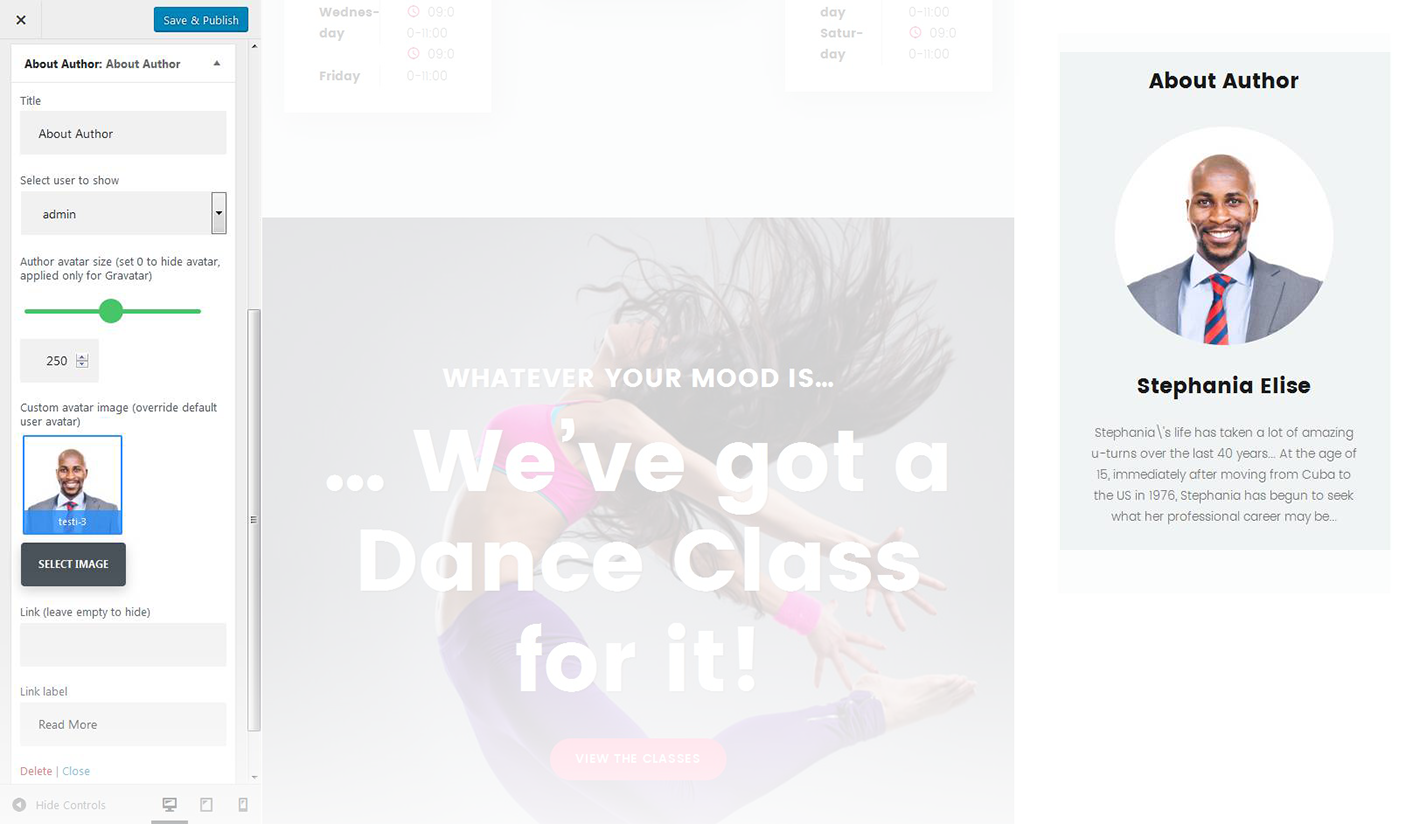 Save & Publish
About Author: About Author
Title
About Author
Select user to show
admin
Author avatar size (set 0 to hide avatar,
applied only for Gravatar)
250
Custom avatar image (override default
user avatar)
testi-3
SELECT IMAGE
Link (leave empty to hide)
Link label
Read More
Delete | Close
Hide Controls
Wednes-
day
09:0
0-11:00
09:0
Friday
0-11:00
day
0-11:00
Satur-
09:0
day
0-11:00
WHATEVER YOUR MOOD IS...
... We've got a
Dance Class
for it!
VIEW THE CLASSES
About Author
Stephania Elise
Stephania\'s life has taken a lot of amazing
u-turns over the last 40 years... At the age of
15, immediately after moving from Cuba to
the US in 1976, Stephania has begun to seek
what her professional career may be...